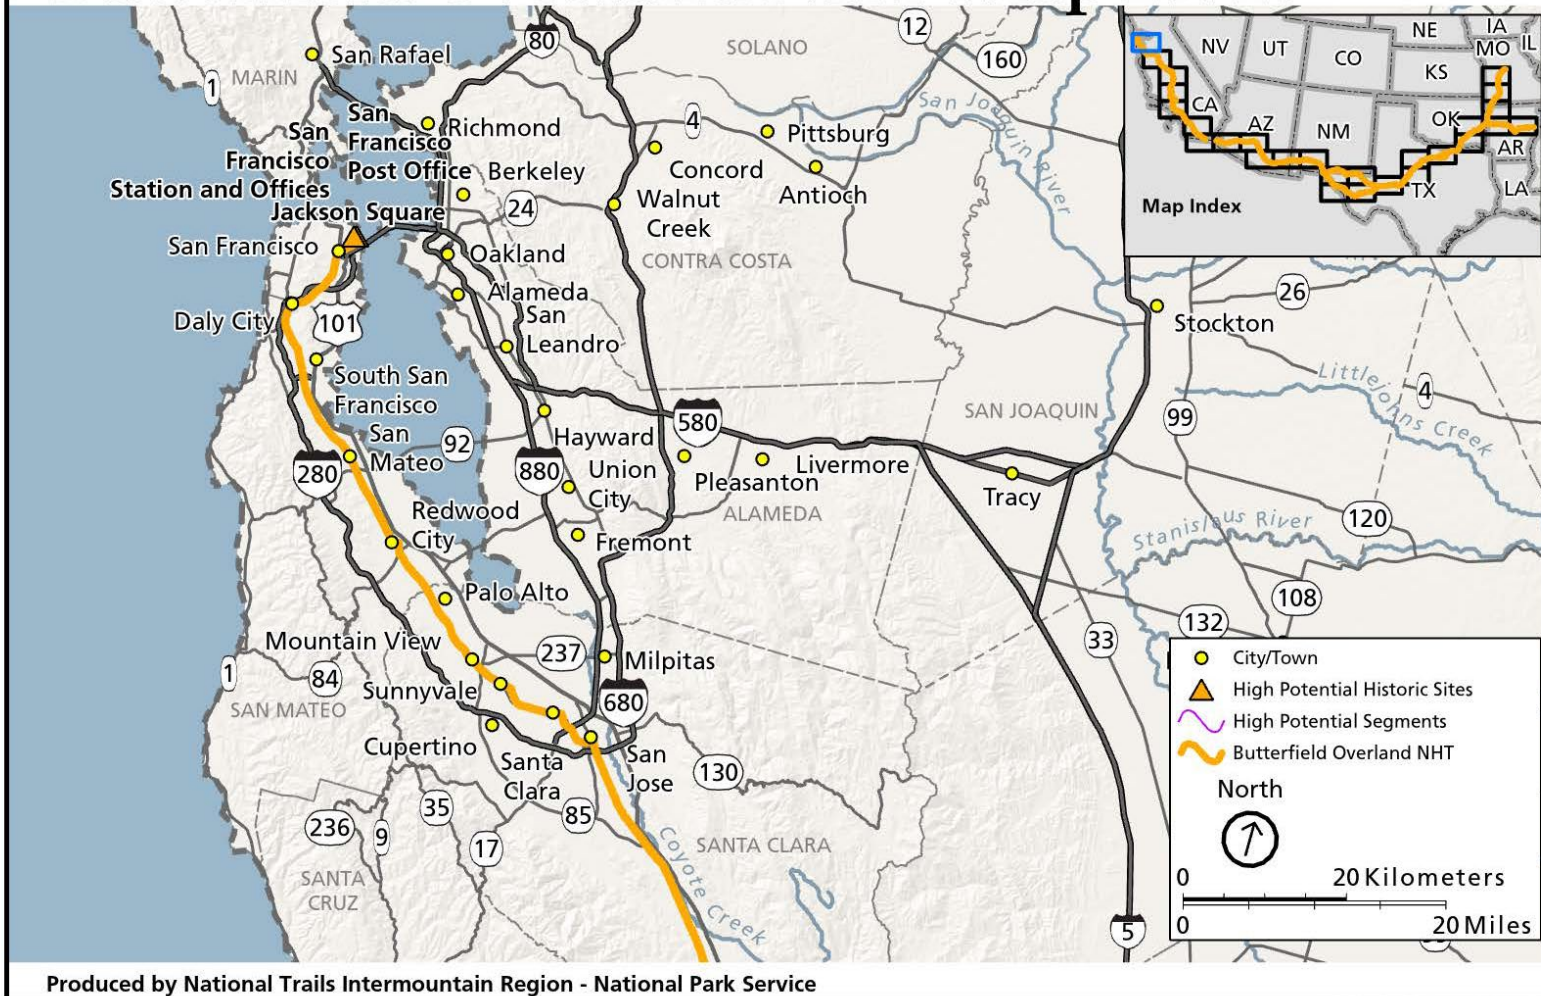 80
12
SOLANO
160
San Rafael
MARIN
1
San
Francisco
Post Office
Richmond
4
Pittsburg
San Joaquin River
San
Francisco
Station and Offices
Jackson Square
Berkeley
Concord
Antioch
24
Walnut
Creek
San Francisco
Oakland
CONTRA COSTA
Alameda
26
Stockton
Daly City
101
San
Leandro
South San
Francisco
Littlejohns Creek
4
SAN JOAQUIN
99
San
Mateo
92
Hayward
580
280
880
Union
City
Pleasanton
Livermore
Tracy
ALAMEDA
Redwood
City
Fremont
Stanislaus River
120
Palo Alto
108
132
33
Mountain View
237
Milpitas
1
84
Sunnyvale
680
SAN MATEO
Cupertino
Santa
Clara
San
Jose
130
35
85
236
9
17
SANTA CLARA
Coyote Creek
SANTA
CRUZ
5
NV
UT
CO
NE
IA
IL
MO
KS
CA
AZ
NM
OK
AR
TX
LA
Map Index
City/Town
High Potential Historic Sites
High Potential Segments
Butterfield Overland NHT
North
0 20 Kilometers
0 20 Miles
Produced by National Trails Intermountain Region - National Park Service